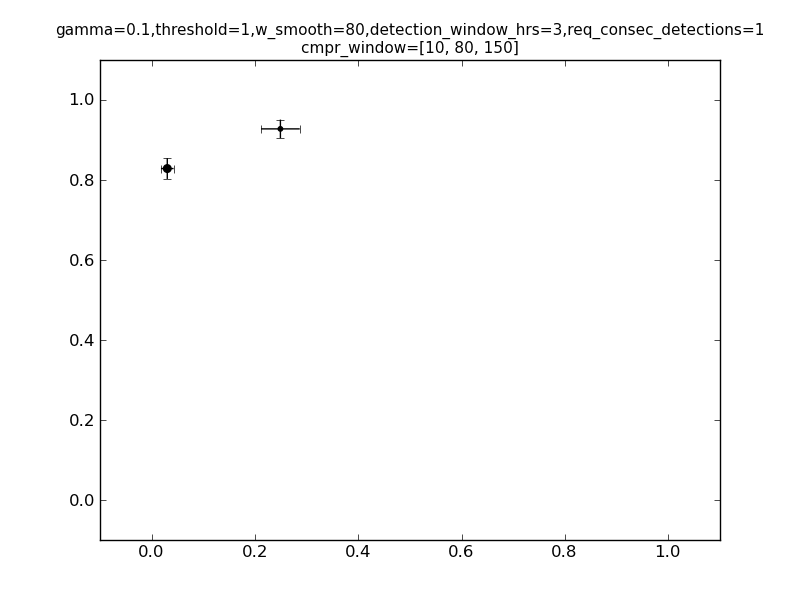 gamma=0.1,threshold=1,w_smooth=80,detection_window_hrs=3,req_consec_detections=1
cmpr_window=[10, 80, 150]
1.0
0.8
0.6
0.4
0.2
0.0
0.0 0.2 0.4 0.6 0.8 1.0